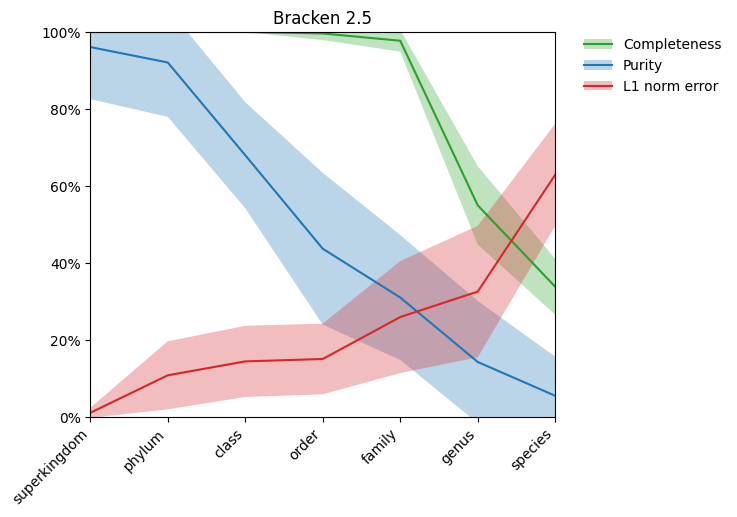 Bracken 2.5
100%
80%
60%
40%
20%
0%
superkingdom
phylum
class
order
family
genus
species
Completeness
Purity
L1 norm error